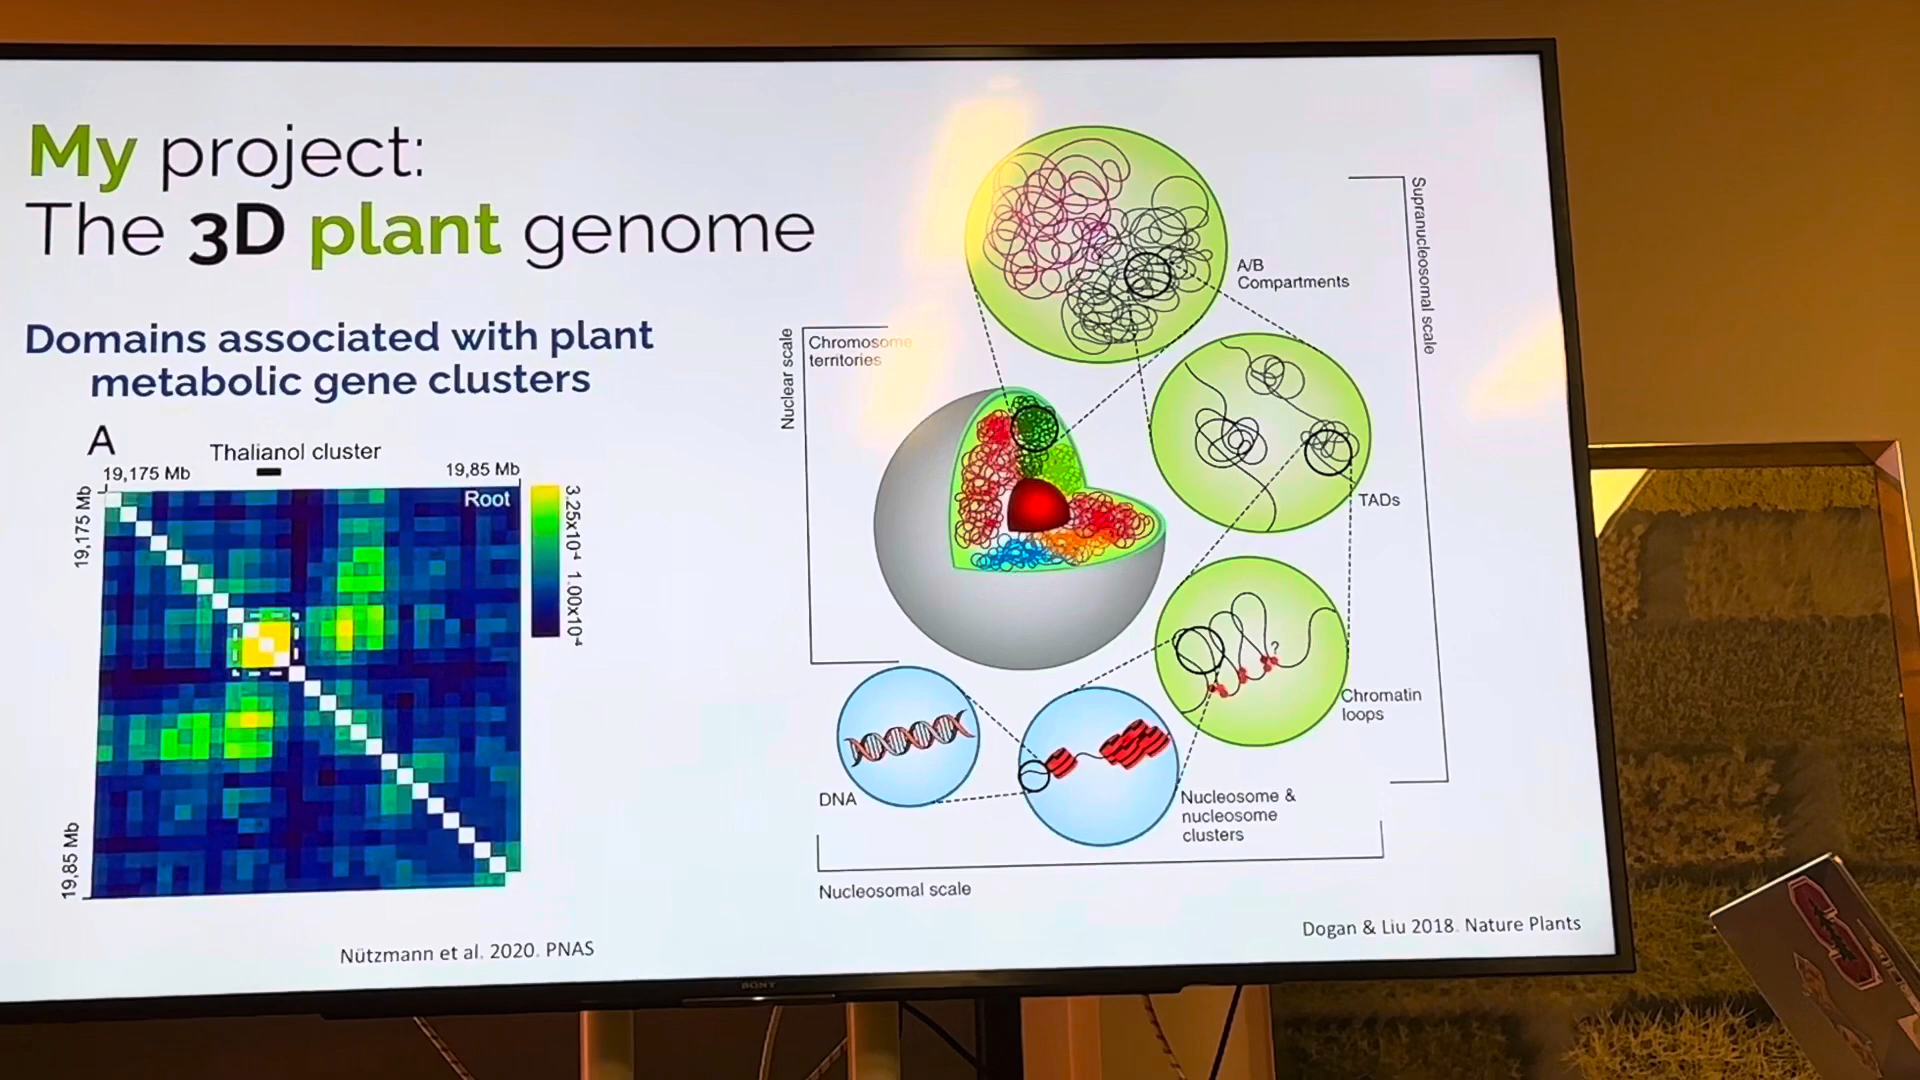 My project:
The 3D plant genome
Domains associated with plant
metabolic gene clusters
A
Thalianol cluster
19,175 Mb
19,85 Mb
19,175 Mb
Root
3.25x10⁻⁴
1.00x10⁻⁴
19,85 Mb
Nützmann et al. 2020. PNAS
Nuclear scale
Chromosome
territories
A/B
Compartments
Supranucleosomal scale
TADs
?
Chromatin
loops
DNA
Nucleosome &
nucleosome
clusters
Nucleosomal scale
Dogan & Liu 2018. Nature Plants
SONY